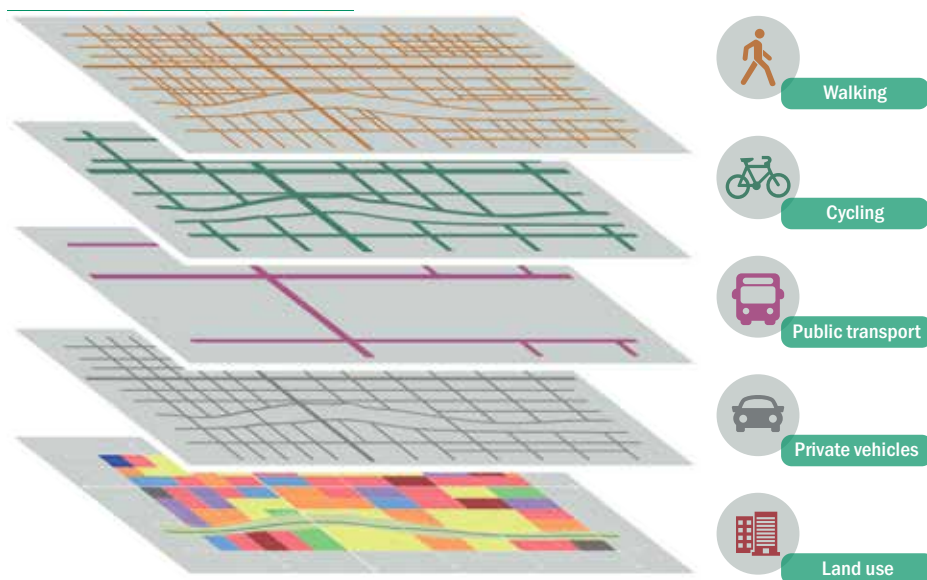 Walking
Cycling
Public transport
Private vehicles
Land use